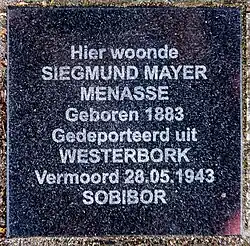 Hier woonde
SIEGMUND MAYER
MENASSE
Geboren 1883
Gedeporteerd uit
WESTERBORK
Vermoord 28.05.1943
SOBIBOR